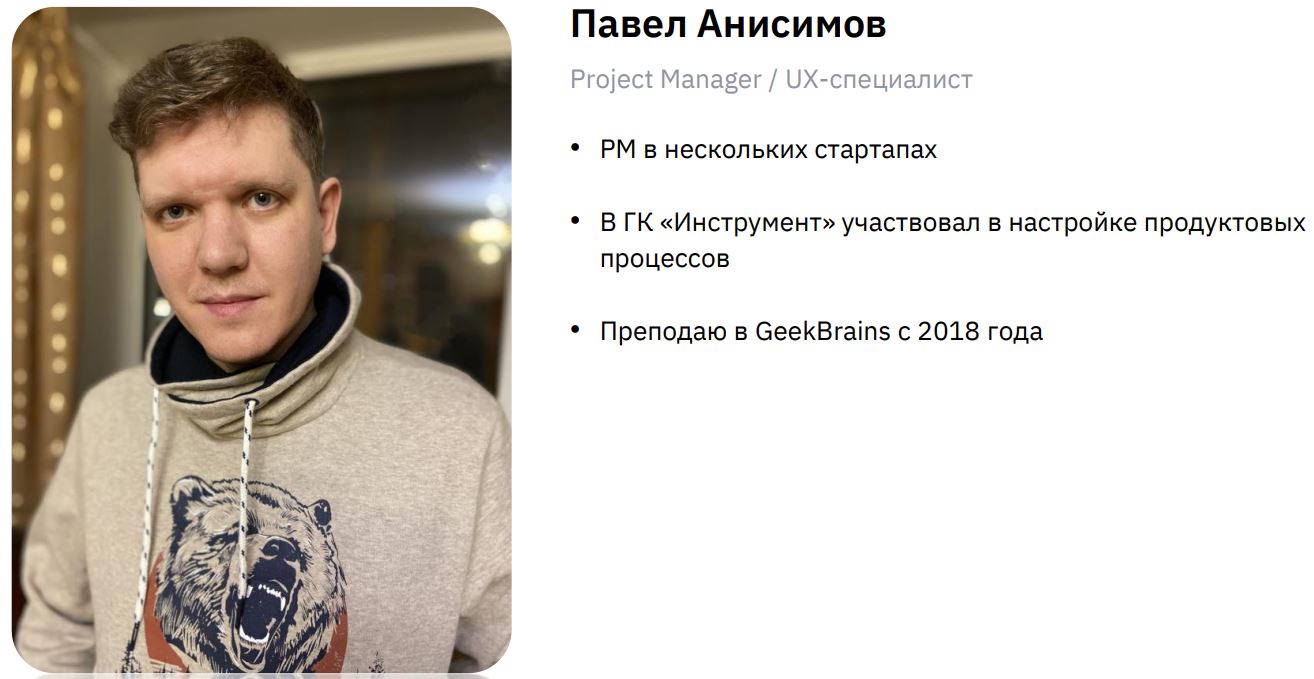 Павел Анисимов
Project Manager / UX-специалист
• PM в нескольких стартапах
• В ГК «Инструмент» участвовал в настройке продуктовых
процессов
• Преподаю в GeekBrains с 2018 года